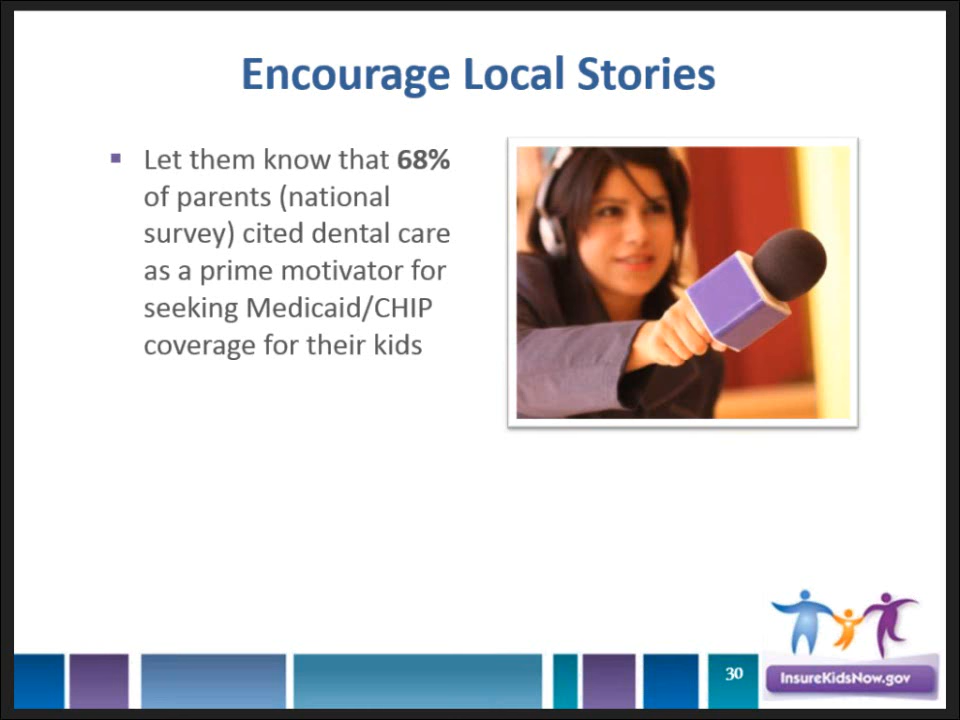 Encourage Local Stories
▪ Let them know that 68%
of parents (national
survey) cited dental care
as a prime motivator for
seeking Medicaid/CHIP
coverage for their kids
30
InsureKidsNow.gov